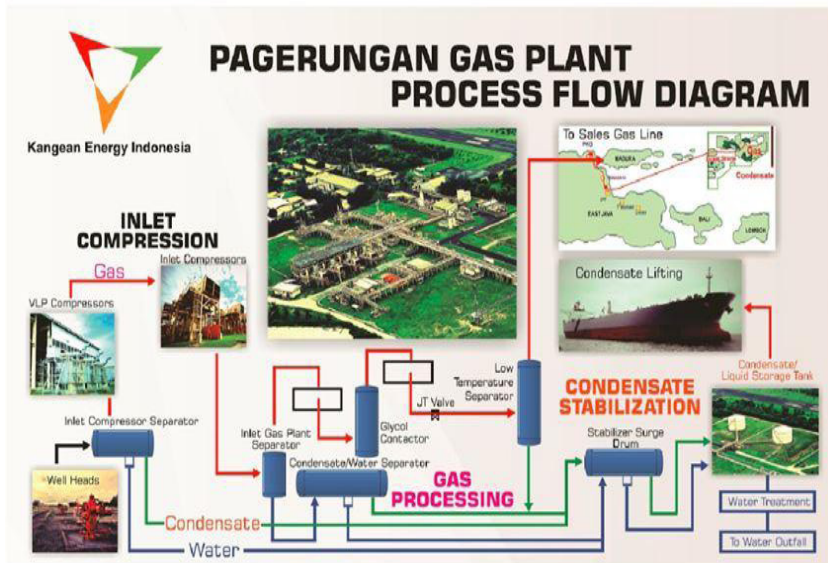 PAGERUNGAN GAS PLANT
PROCESS FLOW DIAGRAM
Kangean Energy Indonesia
To Sales Gas Line
MADURA
Gas
Condensate
EAST JAVA
BALI
LOMBOK
INLET
COMPRESSION
Gas
Inlet Compressors
VLP Compressors
Condensate Lifting
Inlet Compressor Separator
Well Heads
Inlet Gas Plant
Separator
Glycol
Contactor
JT Valve
Low
Temperature
Separator
Condensate/Water Separator
GAS
PROCESSING
CONDENSATE
STABILIZATION
Stabilizer Surge
Drum
Condensate/
Liquid Storage Tank
Condensate
Water
Water Treatment
To Water Outfall